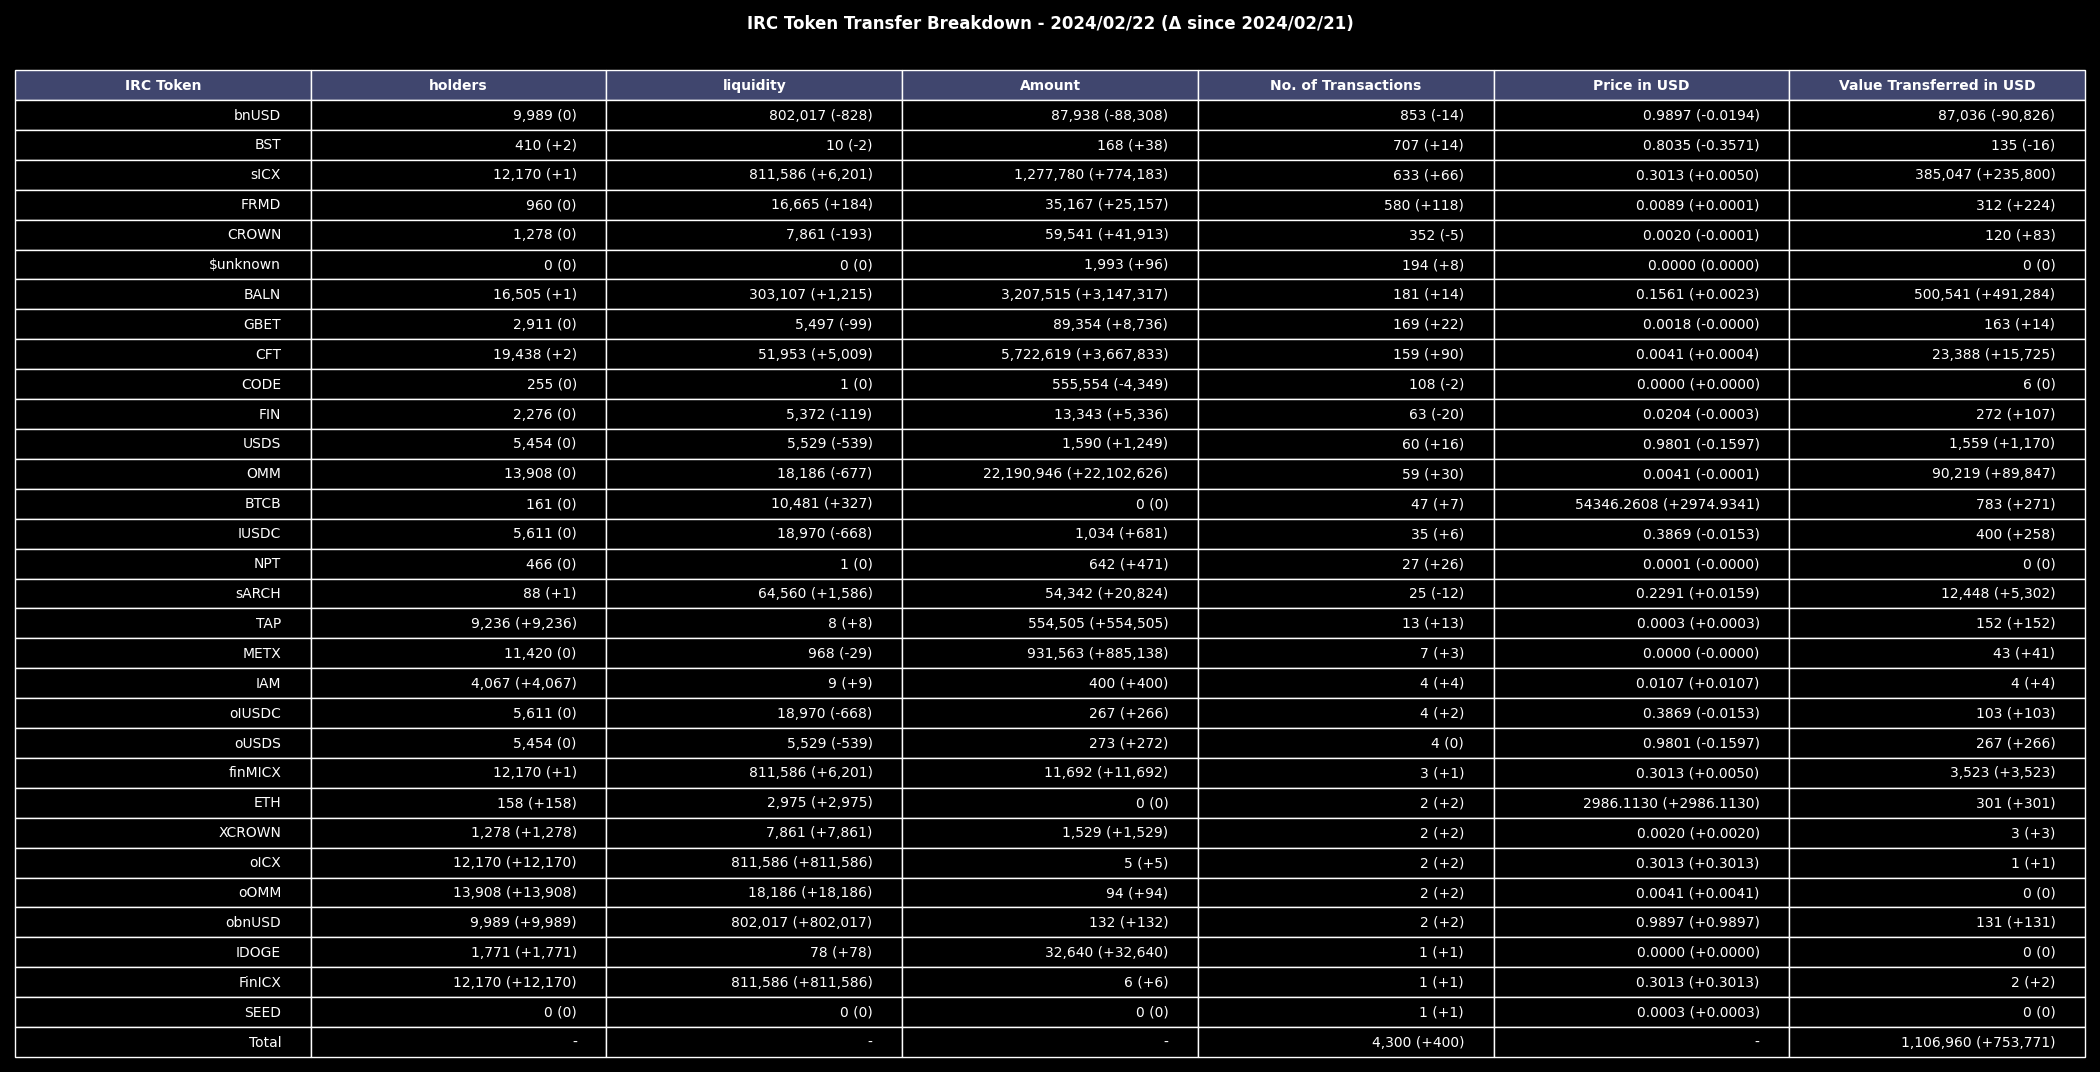 IRC Token Transfer Breakdown - 2024/02/22 (Δ since 2024/02/21)
IRC Token holders liquidity Amount No. of Transactions Price in USD Value Transferred in USD
bnUSD 9,989 (0) 802,017 (-828) 87,938 (-88,308) 853 (-14) 0.9897 (-0.0194) 87,036 (-90,826)
BST 410 (+2) 10 (-2) 168 (+38) 707 (+14) 0.8035 (-0.3571) 135 (-16)
sICX 12,170 (+1) 811,586 (+6,201) 1,277,780 (+774,183) 633 (+66) 0.3013 (+0.0050) 385,047 (+235,800)
FRMD 960 (0) 16,665 (+184) 35,167 (+25,157) 580 (+118) 0.0089 (+0.0001) 312 (+224)
CROWN 1,278 (0) 7,861 (-193) 59,541 (+41,913) 352 (-5) 0.0020 (-0.0001) 120 (+83)
$unknown 0 (0) 0 (0) 1,993 (+96) 194 (+8) 0.0000 (0.0000) 0 (0)
BALN 16,505 (+1) 303,107 (+1,215) 3,207,515 (+3,147,317) 181 (+14) 0.1561 (+0.0023) 500,541 (+491,284)
GBET 2,911 (0) 5,497 (-99) 89,354 (+8,736) 169 (+22) 0.0018 (-0.0000) 163 (+14)
CFT 19,438 (+2) 51,953 (+5,009) 5,722,619 (+3,667,833) 159 (+90) 0.0041 (+0.0004) 23,388 (+15,725)
CODE 255 (0) 1 (0) 555,554 (-4,349) 108 (-2) 0.0000 (+0.0000) 6 (0)
FIN 2,276 (0) 5,372 (-119) 13,343 (+5,336) 63 (-20) 0.0204 (-0.0003) 272 (+107)
USDS 5,454 (0) 5,529 (-539) 1,590 (+1,249) 60 (+16) 0.9801 (-0.1597) 1,559 (+1,170)
OMM 13,908 (0) 18,186 (-677) 22,190,946 (+22,102,626) 59 (+30) 0.0041 (-0.0001) 90,219 (+89,847)
BTCB 161 (0) 10,481 (+327) 0 (0) 47 (+7) 54346.2608 (+2974.9341) 783 (+271)
IUSDC 5,611 (0) 18,970 (-668) 1,034 (+681) 35 (+6) 0.3869 (-0.0153) 400 (+258)
NPT 466 (0) 1 (0) 642 (+471) 27 (+26) 0.0001 (-0.0000) 0 (0)
sARCH 88 (+1) 64,560 (+1,586) 54,342 (+20,824) 25 (-12) 0.2291 (+0.0159) 12,448 (+5,302)
TAP 9,236 (+9,236) 8 (+8) 554,505 (+554,505) 13 (+13) 0.0003 (+0.0003) 152 (+152)
METX 11,420 (0) 968 (-29) 931,563 (+885,138) 7 (+3) 0.0000 (-0.0000) 43 (+41)
IAM 4,067 (+4,067) 9 (+9) 400 (+400) 4 (+4) 0.0107 (+0.0107) 4 (+4)
oIUSDC 5,611 (0) 18,970 (-668) 267 (+266) 4 (+2) 0.3869 (-0.0153) 103 (+103)
oUSDS 5,454 (0) 5,529 (-539) 273 (+272) 4 (0) 0.9801 (-0.1597) 267 (+266)
finMICX 12,170 (+1) 811,586 (+6,201) 11,692 (+11,692) 3 (+1) 0.3013 (+0.0050) 3,523 (+3,523)
ETH 158 (+158) 2,975 (+2,975) 0 (0) 2 (+2) 2986.1130 (+2986.1130) 301 (+301)
XCROWN 1,278 (+1,278) 7,861 (+7,861) 1,529 (+1,529) 2 (+2) 0.0020 (+0.0020) 3 (+3)
oICX 12,170 (+12,170) 811,586 (+811,586) 5 (+5) 2 (+2) 0.3013 (+0.3013) 1 (+1)
oOMM 13,908 (+13,908) 18,186 (+18,186) 94 (+94) 2 (+2) 0.0041 (+0.0041) 0 (0)
obnUSD 9,989 (+9,989) 802,017 (+802,017) 132 (+132) 2 (+2) 0.9897 (+0.9897) 131 (+131)
IDOGE 1,771 (+1,771) 78 (+78) 32,640 (+32,640) 1 (+1) 0.0000 (+0.0000) 0 (0)
FinICX 12,170 (+12,170) 811,586 (+811,586) 6 (+6) 1 (+1) 0.3013 (+0.3013) 2 (+2)
SEED 0 (0) 0 (0) 0 (0) 1 (+1) 0.0003 (+0.0003) 0 (0)
Total - - - 4,300 (+400) - 1,106,960 (+753,771)